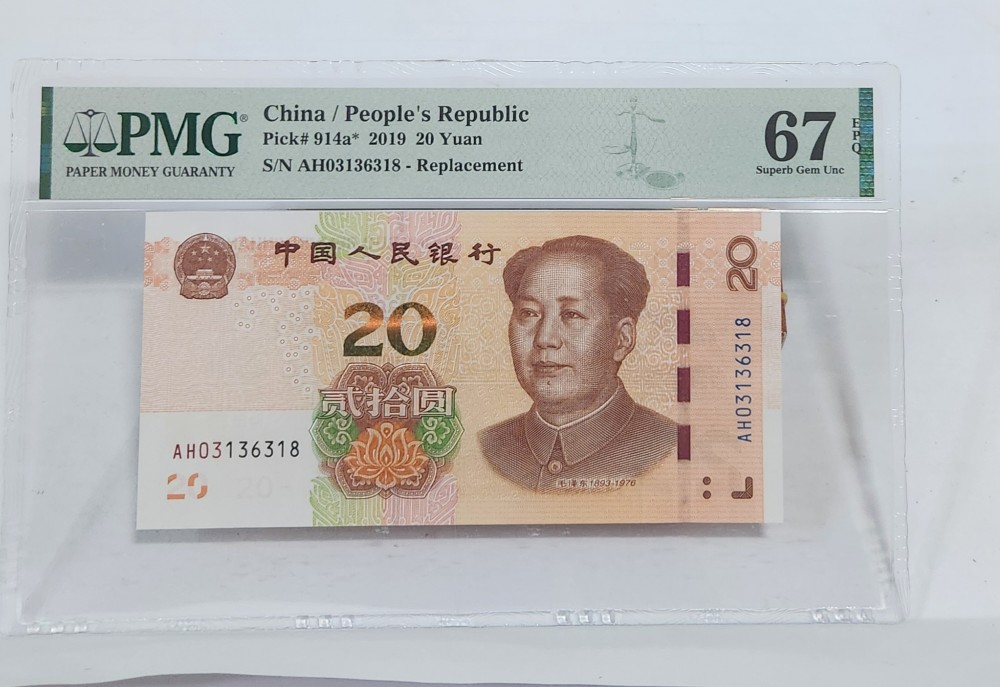 PMG®
PAPER MONEY GUARANTY
China / People's Republic
Pick# 914a* 2019 20 Yuan
S/N AH03136318 - Replacement
67
EPQ
Superb Gem Unc
中国人民银行
20
20
贰拾圆
AH03136318
AH03136318
20
毛泽东1893-1976